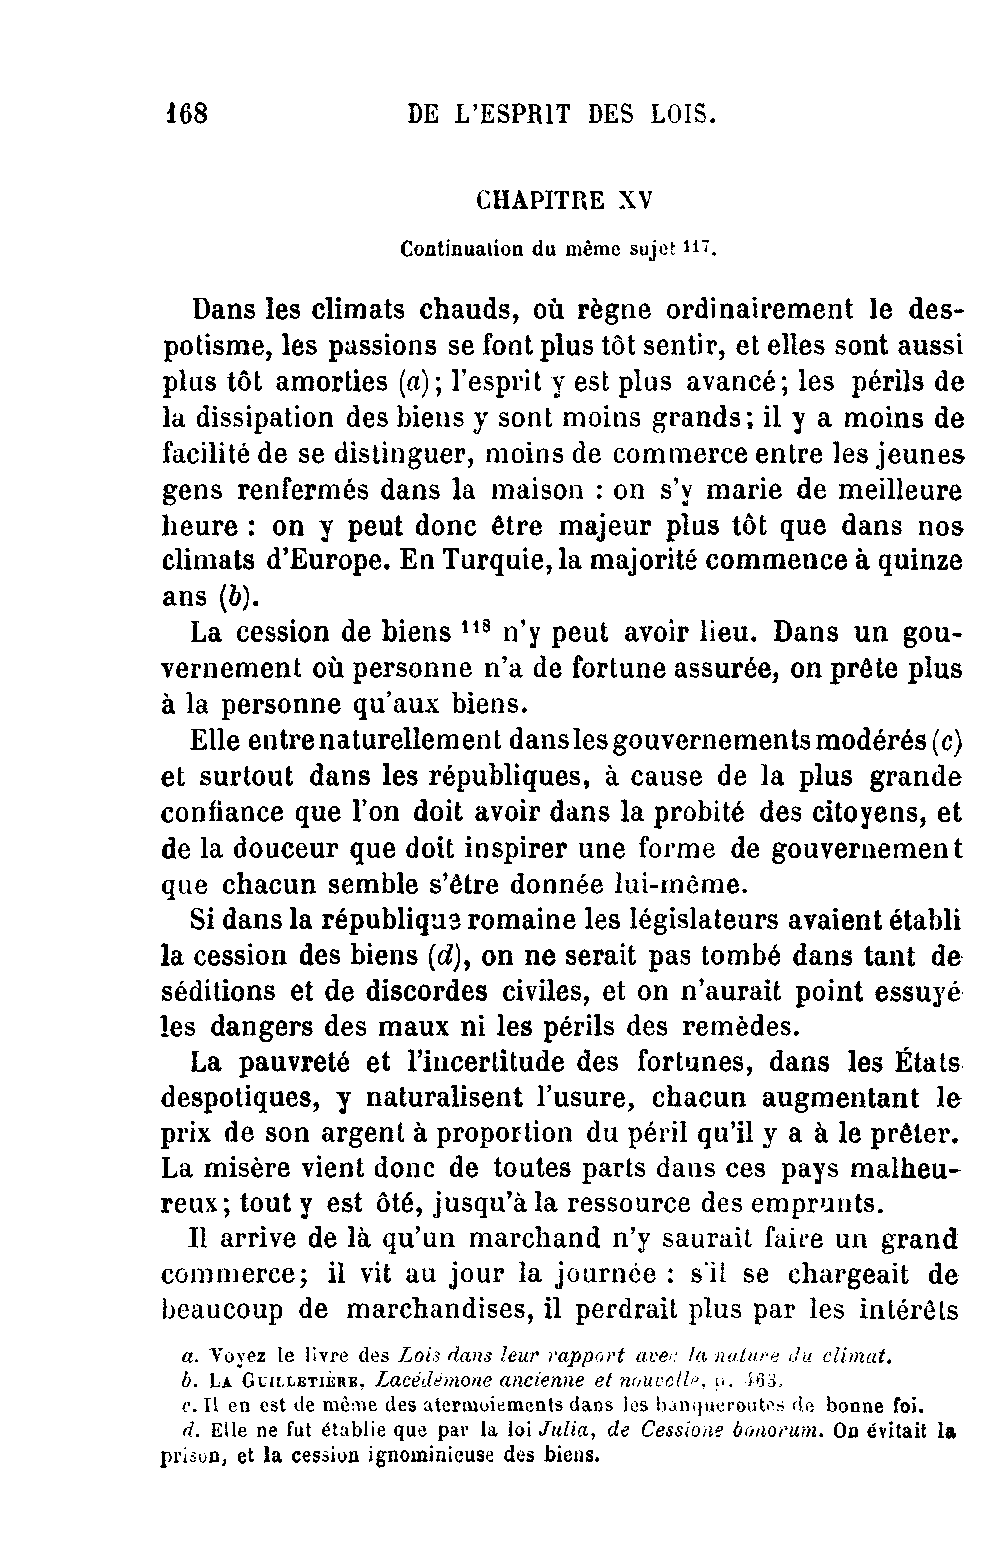 168 DE L'ESPRIT DES LOIS.
CHAPITRE XV
Continuation du même sujet 117.
Dans les climats chauds, où règne ordinairement le des-
potisme, les passions se font plus tôt sentir, et elles sont aussi
plus tôt amorties (a); l'esprit y est plus avancé; les périls de
la dissipation des biens y sont moins grands; il y a moins de
facilité de se distinguer, moins de commerce entre les jeunes
gens renfermés dans la maison : on s'y marie de meilleure
heure : on y peut donc être majeur plus tôt que dans nos
climats d'Europe. En Turquie, la majorité commence à quinze
ans (b).
La cession de biens 118 n'y peut avoir lieu. Dans un gou-
vernement où personne n'a de fortune assurée, on prête plus
à la personne qu'aux biens.
Elle entre naturellement dans les gouvernements modérés (c)
et surtout dans les républiques, à cause de la plus grande
confiance que l'on doit avoir dans la probité des citoyens, et
de la douceur que doit inspirer une forme de gouvernement
que chacun semble s'être donnée lui-même.
Si dans la république romaine les législateurs avaient établi
la cession des biens (d), on ne serait pas tombé dans tant de
séditions et de discordes civiles, et on n'aurait point essuyé
les dangers des maux ni les périls des remèdes.
La pauvreté et l'incertitude des fortunes, dans les États
despotiques, y naturalisent l'usure, chacun augmentant le
prix de son argent à proportion du péril qu'il y a à le prêter.
La misère vient donc de toutes parts dans ces pays malheu-
reux; tout y est ôté, jusqu'à la ressource des emprunts.
Il arrive de là qu'un marchand n'y saurait faire un grand
commerce; il vit au jour la journée : s'il se chargeait de
beaucoup de marchandises, il perdrait plus par les intérêts
a. Voyez le livre des Lois dans leur rapport avec la nature du climat.
b. LA GUILLETIÈRE, Lacédémone ancienne et nouvelle, p. 463.
c. Il en est de même des atermoiements dans les banqueroutes de bonne foi.
d. Elle ne fut établie que par la loi Julia, de Cessione bonorum. On évitait la
prison, et la cession ignominieuse des biens.